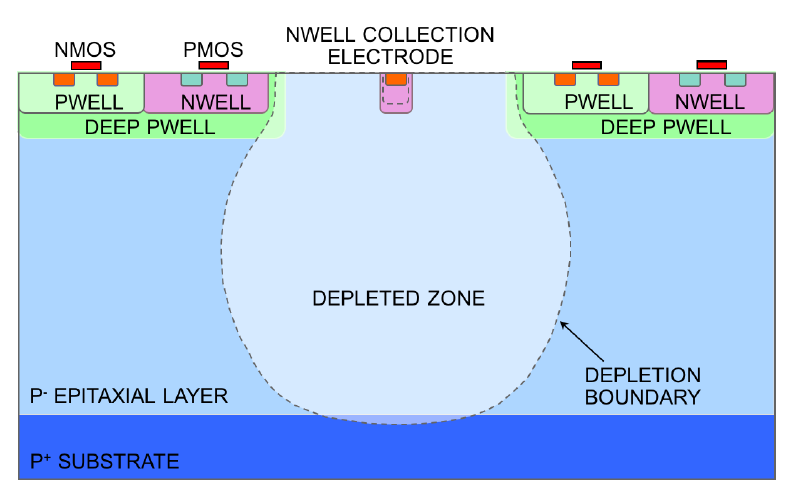 NMOS
PMOS
NWELL COLLECTION
ELECTRODE
PWELL
NWELL
PWELL
NWELL
DEEP PWELL
DEEP PWELL
DEPLETED ZONE
DEPLETION
BOUNDARY
P⁻ EPITAXIAL LAYER
P⁺ SUBSTRATE